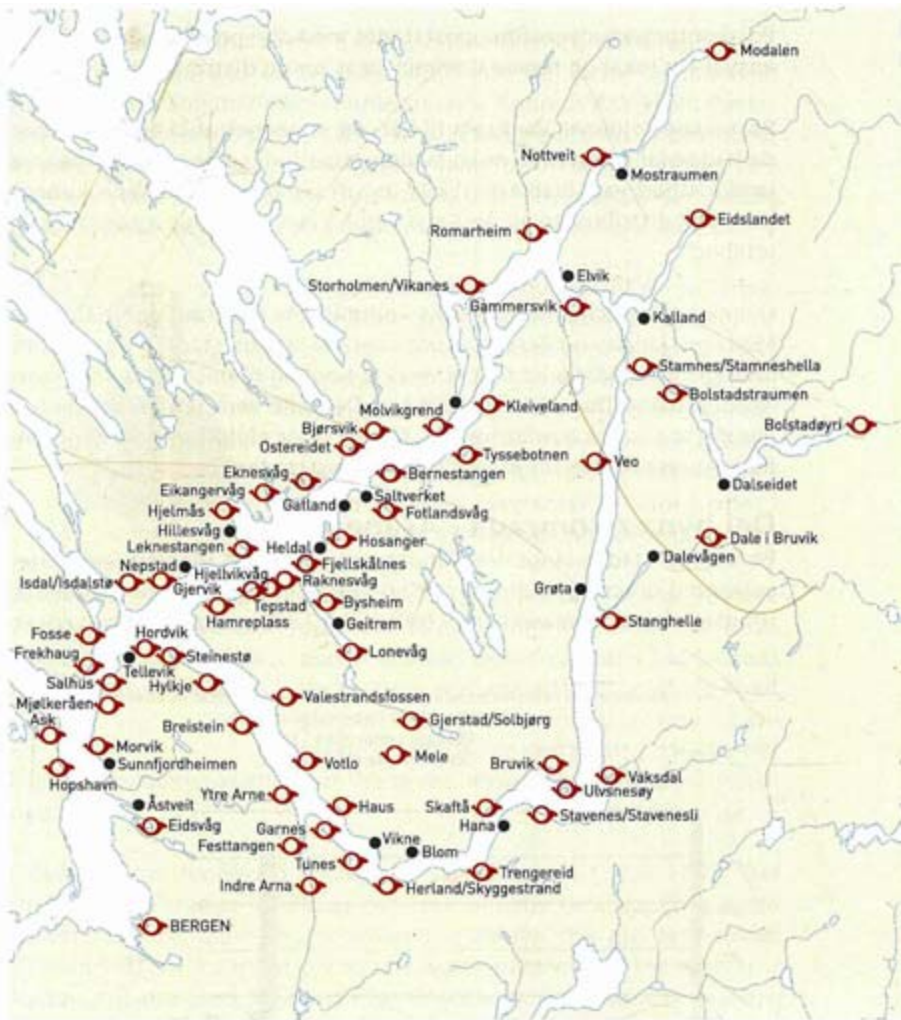 Modalen
Nottveit
Mostraumen
Eidslandet
Romarheim
Elvik
Storholmen/Vikanes
Gammersvik
Kalland
Stamnes/Stamneshella
Bolstadstraumen
Molvikgrend
Kleiveland
Bolstadøyri
Bjørsvik
Ostereidet
Tyssebotnen
Veo
Eknesvåg
Bernestangen
Dalseidet
Eikangervåg
Saltverket
Gatland
Fotlandsvåg
Hjelmås
Hillesvåg
Hosanger
Dale i Bruvik
Leknestangen
Heldal
Dalevågen
Nepstad
Hjellvikvåg
Fjellskålnes
Isdal/Isdalstø
Gjervik
Raknesvåg
Grøta
Tepstad
Bysheim
Hamreplass
Geitrem
Stanghelle
Fosse
Hordvik
Frekhaug
Steinestø
Lonevåg
Tellevik
Salhus
Hylkje
Valestrandsfossen
Mjølkeråen
Ask
Breistein
Gjerstad/Solbjørg
Morvik
Mele
Sunnfjordheimen
Votlo
Bruvik
Hopshavn
Vaksdal
Ulvsnesøy
Ytre Arne
Åstveit
Haus
Skaftå
Stavenes/Stavenesli
Eidsvåg
Garnes
Hana
Festtangen
Vikne
Blom
Tunes
Trengereid
Indre Arna
Herland/Skyggestrand
BERGEN